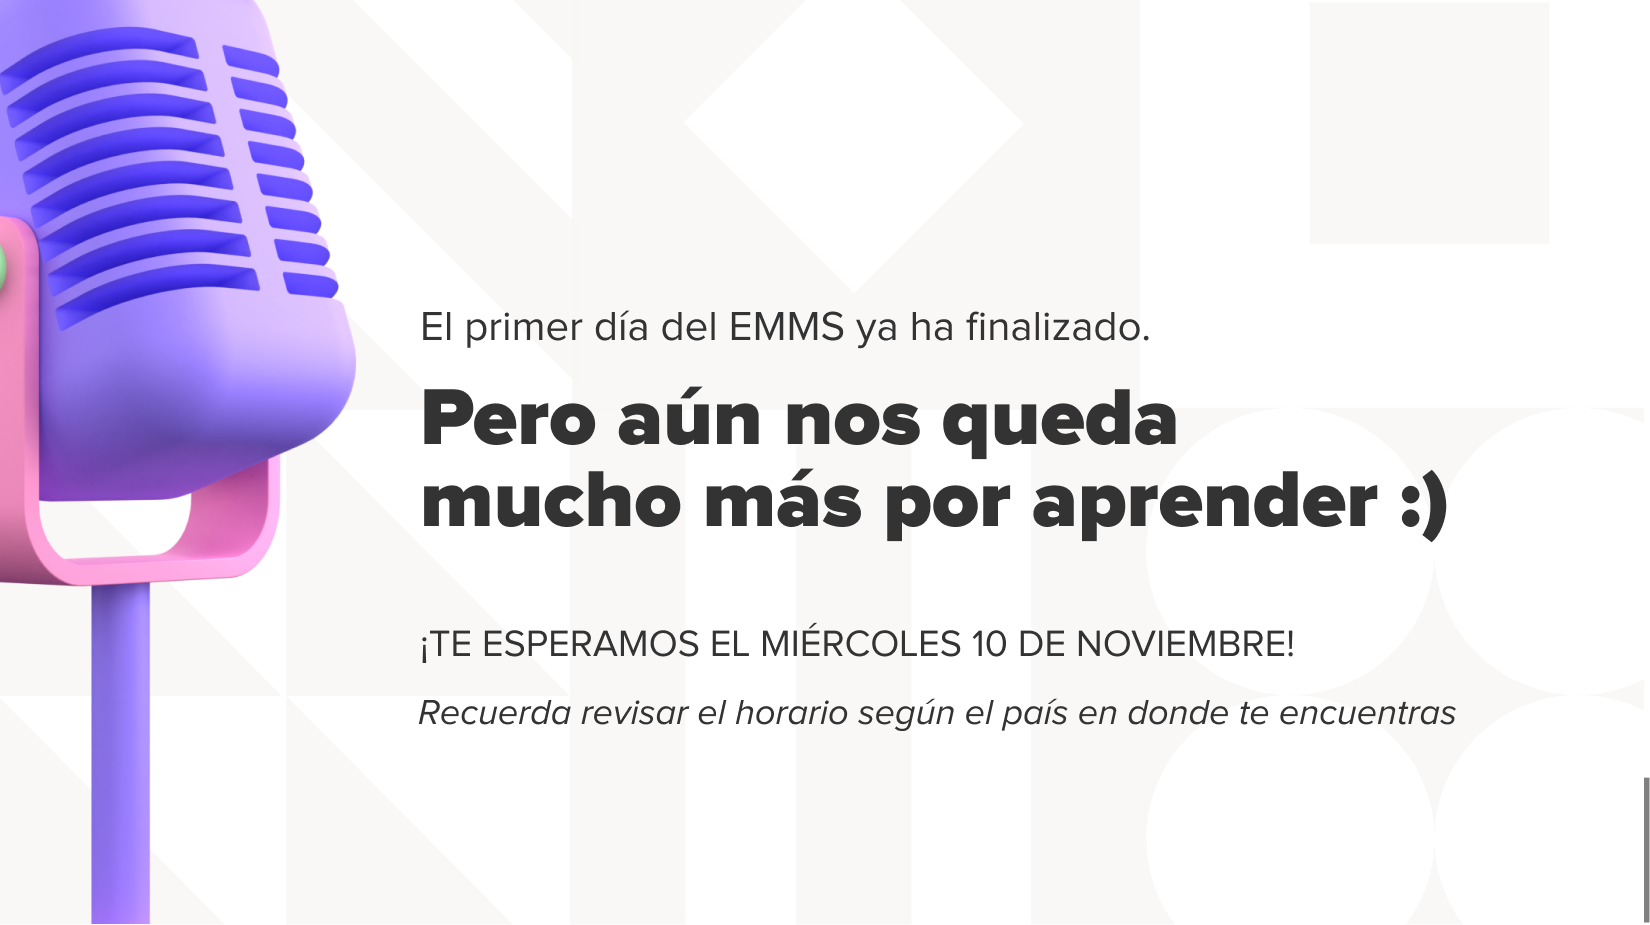 El primer día del EMMS ya ha finalizado.
Pero aún nos queda
mucho más por aprender :)
¡TE ESPERAMOS EL MIÉRCOLES 10 DE NOVIEMBRE!
Recuerda revisar el horario según el país en donde te encuentras